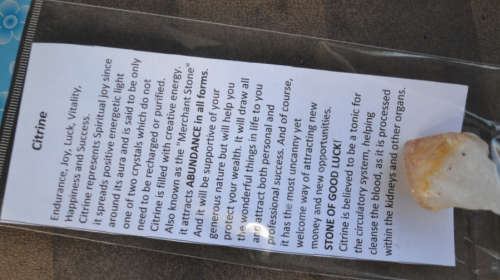 Citrine
Endurance, Joy, Luck, Vitality,
Happiness and Success.
Citrine represents Spiritual joy since
it spreads positive energetic light
around its aura and is said to be only
one of two crystals which do not
need to be recharged or purified.
Citrine is filled with creative energy.
Also known as the "Merchant Stone"
it attracts ABUNDANCE in all forms.
And it will be supportive of your
generous nature but will help you
protect your wealth. It will draw all
the wonderful things in life to you
and attract both personal and
professional success. And of course,
it has the most uncanny yet
welcome way of attracting new
money and new opportunities.
STONE OF GOOD LUCK!
Citrine is believed to be a tonic for
the circulatory system, helping
cleanse the blood, as it is processed
within the kidneys and other organs.